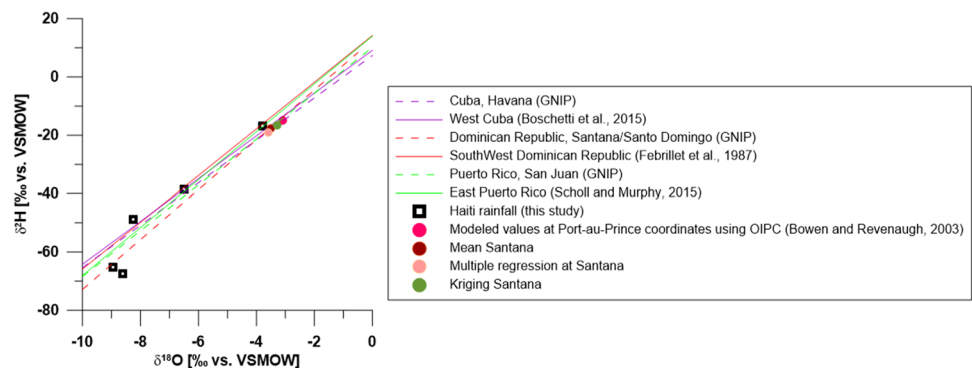 20
0
-20
-40
-60
-80
δ²H [‰ vs. VSMOW]
-10
-8
-6
-4
-2
0
δ¹⁸O [‰ vs. VSMOW]
Cuba, Havana (GNIP)
West Cuba (Boschetti et al., 2015)
Dominican Republic, Santana/Santo Domingo (GNIP)
SouthWest Dominican Republic (Febrillet et al., 1987)
Puerto Rico, San Juan (GNIP)
East Puerto Rico (Scholl and Murphy, 2015)
Haiti rainfall (this study)
Modeled values at Port-au-Prince coordinates using OIPC (Bowen and Revenaugh, 2003)
Mean Santana
Multiple regression at Santana
Kriging Santana